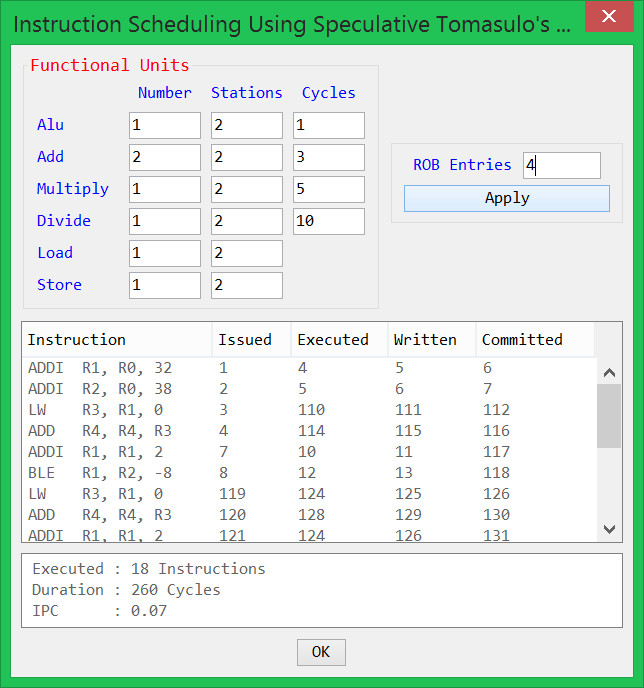 Instruction Scheduling Using Speculative Tomasulo's ...
Functional Units
Number Stations Cycles
Alu 1 2 1
Add 2 2 3
Multiply 1 2 5
Divide 1 2 10
Load 1 2
Store 1 2
ROB Entries 4
Apply
Instruction Issued Executed Written Committed
ADDI R1, R0, 32 1 4 5 6
ADDI R2, R0, 38 2 5 6 7
LW R3, R1, 0 3 110 111 112
ADD R4, R4, R3 4 114 115 116
ADDI R1, R1, 2 7 10 11 117
BLE R1, R2, -8 8 12 13 118
LW R3, R1, 0 119 124 125 126
ADD R4, R4, R3 120 128 129 130
ADDI R1, R1, 2 121 124 126 131
Executed : 18 Instructions
Duration : 260 Cycles
IPC : 0.07
OK